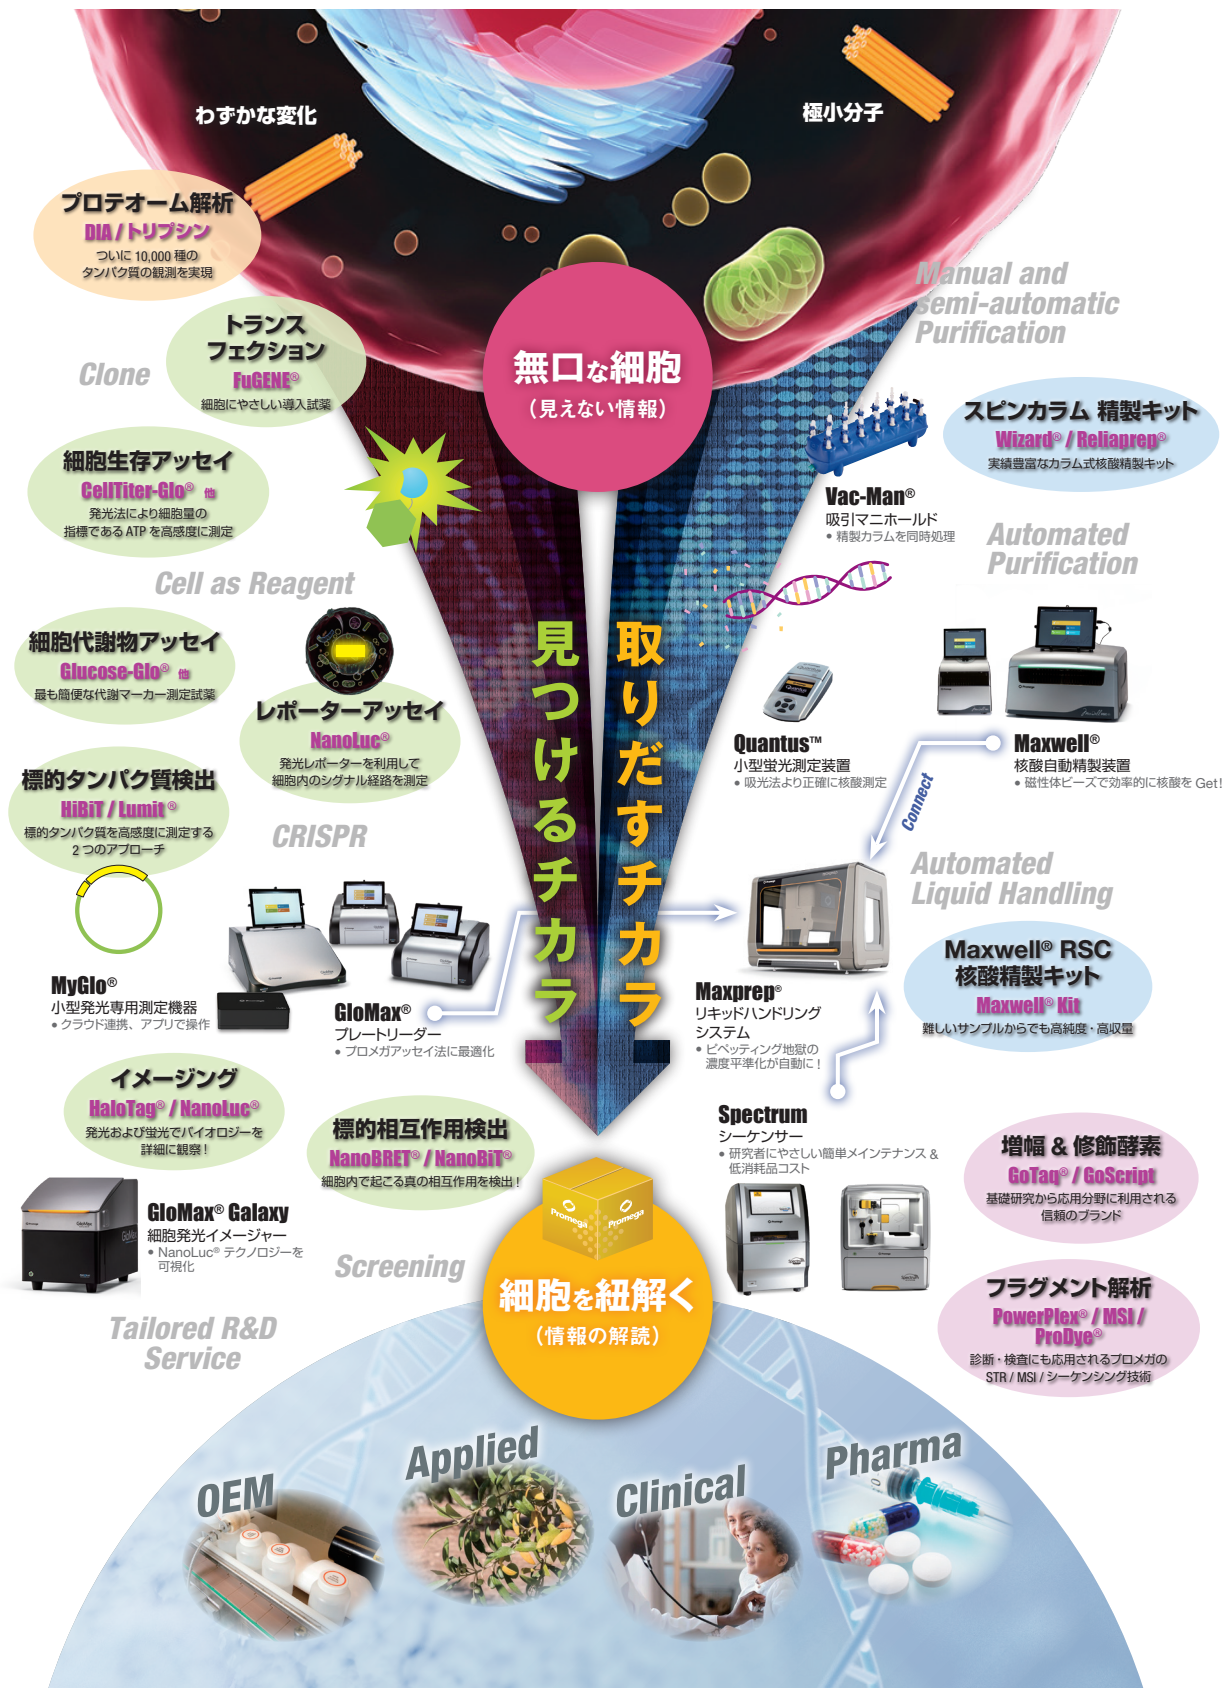 わずかな変化
極小分子
プロテオーム解析
DIA / トリプシン
ついに 10,000 種の
タンパク質の観測を実現
Manual and
semi-automatic
Purification
トランス
フェクション
FuGENE®
細胞にやさしい導入試薬
Clone
無口な細胞
（見えない情報）
スピンカラム 精製キット
Wizard® / Reliaprep®
実績豊富なカラム式核酸精製キット
細胞生存アッセイ
CellTiter-Glo® 他
発光法により細胞量の
指標である ATP を高感度に測定
Vac-Man®
吸引マニホールド
• 精製カラムを同時処理
Automated
Purification
Cell as Reagent
見つけるチカラ
取りだすチカラ
細胞代謝物アッセイ
Glucose-Glo® 他
最も簡便な代謝マーカー測定試薬
レポーターアッセイ
NanoLuc®
発光レポーターを利用して
細胞内のシグナル経路を測定
Quantus™
小型蛍光測定装置
• 吸光法より正確に核酸測定
Maxwell®
核酸自動精製装置
• 磁性体ビーズで効率的に核酸を Get!
Connect
標的タンパク質検出
HiBiT / Lumit®
標的タンパク質を高感度に測定する
2 つのアプローチ
CRISPR
Automated
Liquid Handling
Maxwell® RSC
核酸精製キット
Maxwell® Kit
難しいサンプルからでも高純度・高収量
MyGlo®
小型発光専用測定機器
• クラウド連携、アプリで操作
GloMax®
プレートリーダー
• プロメガアッセイ法に最適化
Maxprep®
リキッドハンドリング
システム
• ピペッティング地獄の
濃度平準化が自動に！
イメージング
HaloTag® / NanoLuc®
発光および蛍光でバイオロジーを
詳細に観察！
標的相互作用検出
NanoBRET® / NanoBiT®
細胞内で起こる真の相互作用を検出！
Spectrum
シーケンサー
• 研究者にやさしい簡単メインテナンス &
低消耗品コスト
増幅 & 修飾酵素
GoTaq® / GoScript
基礎研究から応用分野に利用される
信頼のブランド
GloMax® Galaxy
細胞発光イメージャー
• NanoLuc® テクノロジーを
可視化
Promega
Promega
Screening
細胞を紐解く
（情報の解読）
フラグメント解析
PowerPlex® / MSI /
ProDye®
診断・検査にも応用されるプロメガの
STR / MSI / シーケンシング技術
Tailored R&D
Service
OEM
Applied
Clinical
Pharma